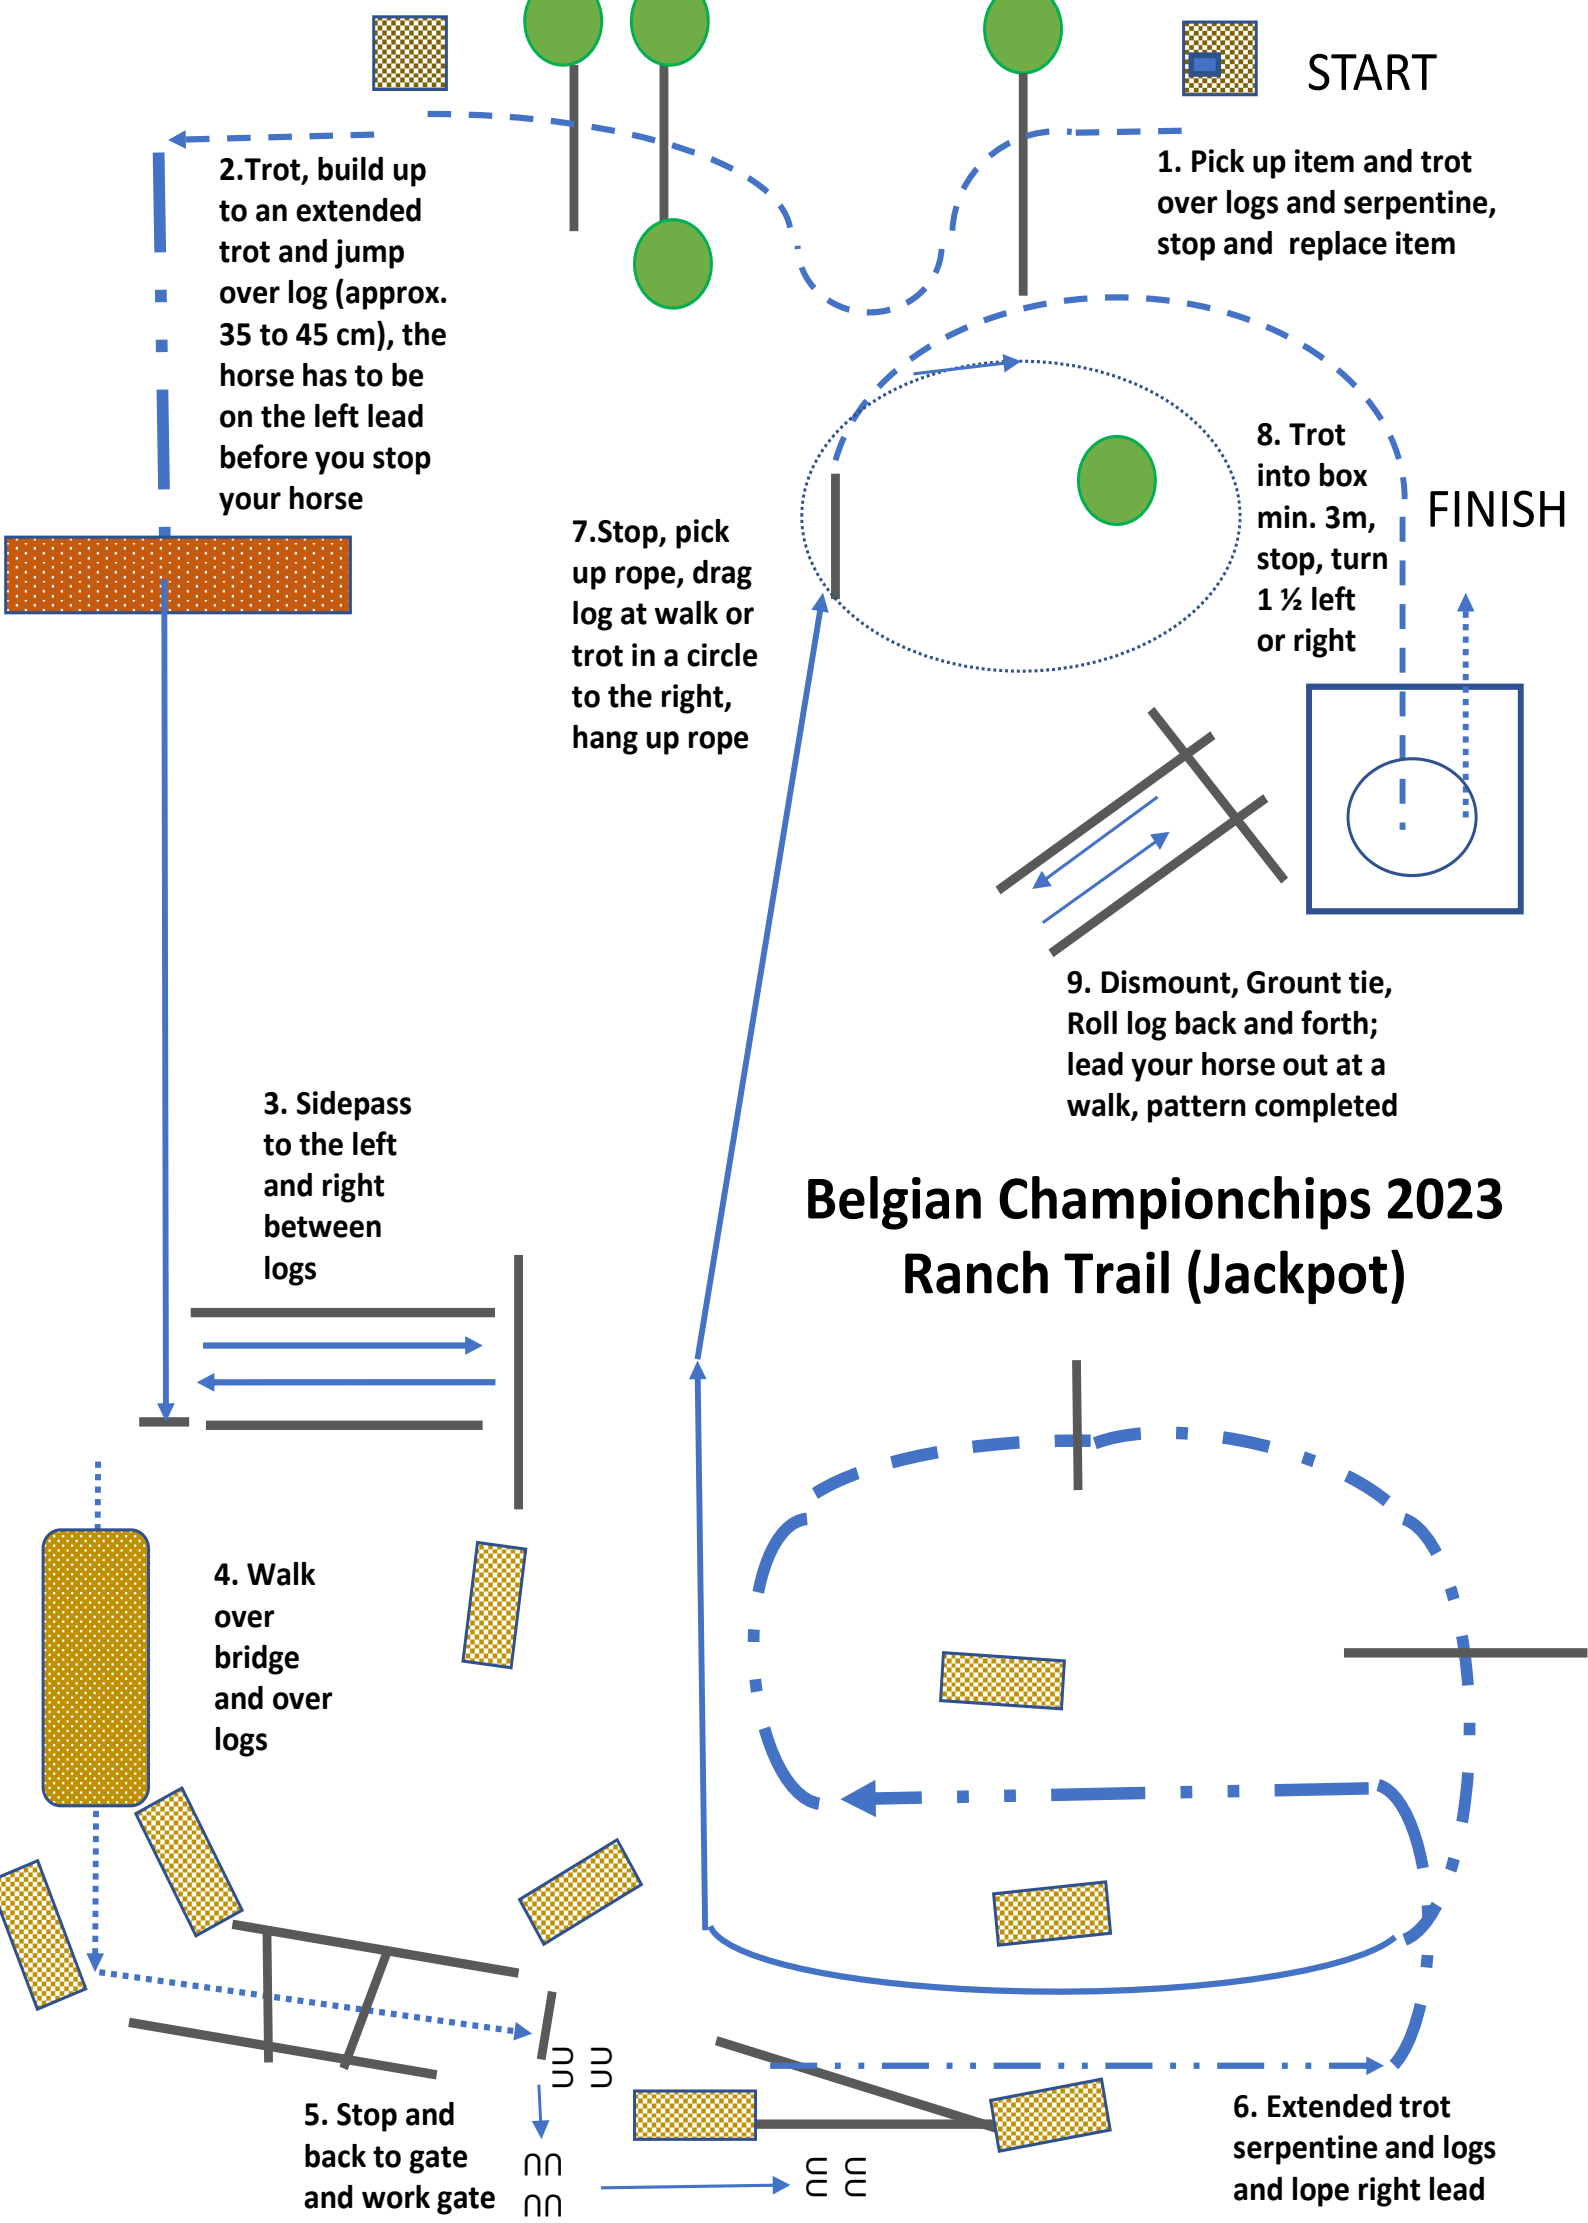 START
1. Pick up item and trot
over logs and serpentine,
stop and replace item
2.Trot, build up
to an extended
trot and jump
over log (approx.
35 to 45 cm), the
horse has to be
on the left lead
before you stop
your horse
8. Trot
into box
min. 3m,
stop, turn
1 ½ left
or right
FINISH
7.Stop, pick
up rope, drag
log at walk or
trot in a circle
to the right,
hang up rope
9. Dismount, Ground tie,
Roll log back and forth;
lead your horse out at a
walk, pattern completed
3. Sidepass
to the left
and right
between
logs
Belgian Championchips 2023
Ranch Trail (Jackpot)
4. Walk
over
bridge
and over
logs
5. Stop and
back to gate
and work gate
6. Extended trot
serpentine and logs
and lope right lead